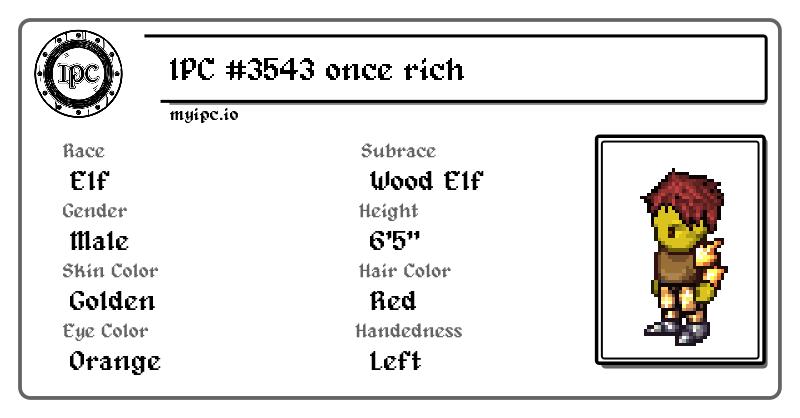 IPC
IPC #3543 once rich
myipc.io
Race
Elf
Subrace
Wood Elf
Gender
Male
Height
6'5"
Skin Color
Golden
Hair Color
Red
Eye Color
Orange
Handedness
Left